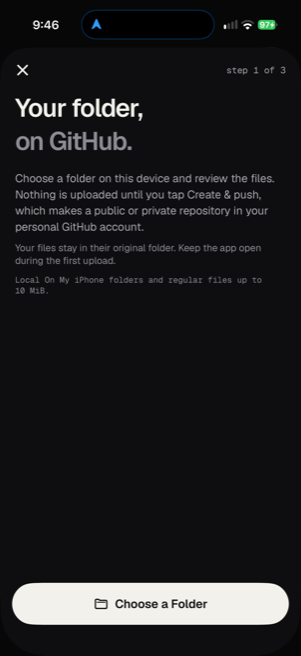 9:46
97
step 1 of 3
Your folder,
on GitHub.
Choose a folder on this device and review the files.
Nothing is uploaded until you tap Create & push,
which makes a public or private repository in your
personal GitHub account.
Your files stay in their original folder. Keep the app open
during the first upload.
Local On My iPhone folders and regular files up to
10 MiB.
Choose a Folder